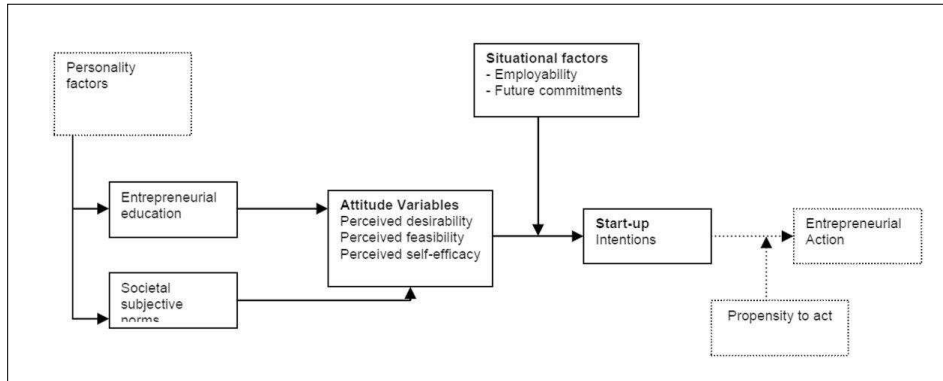 Personality
factors
Situational factors
- Employability
- Future commitments
Entrepreneurial
education
Attitude Variables
Perceived desirability
Perceived feasibility
Perceived self-efficacy
Start-up
Intentions
Entrepreneurial
Action
Societal
subjective
norms
Propensity to act